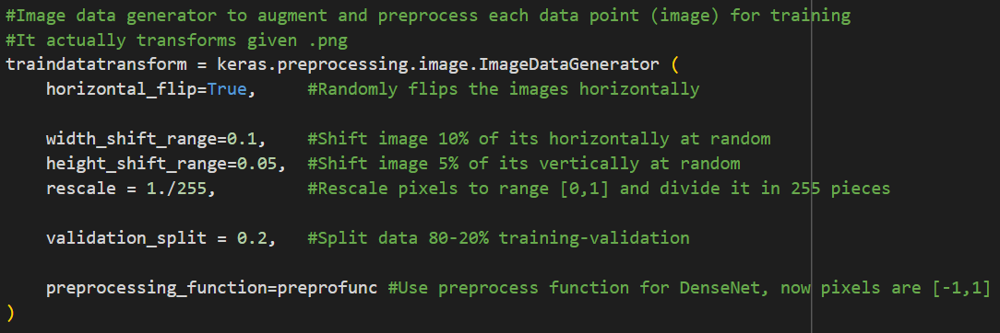 #Image data generator to augment and preprocess each data point (image) for training
#It actually transforms given .png
traindatatransform = keras.preprocessing.image.ImageDataGenerator (
    horizontal_flip=True,     #Randomly flips the images horizontally
    width_shift_range=0.1,    #Shift image 10% of its horizontally at random
    height_shift_range=0.05,  #Shift image 5% of its vertically at random
    rescale = 1./255,         #Rescale pixels to range [0,1] and divide it in 255 pieces
    validation_split = 0.2,   #Split data 80-20% training-validation
    preprocessing_function=preprofunc #Use preprocess function for DenseNet, now pixels are [-1,1]
)